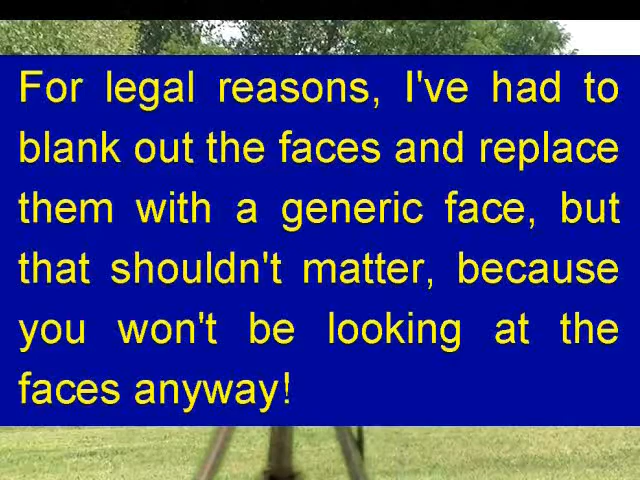 For legal reasons, I've had to
blank out the faces and replace
them with a generic face, but
that shouldn't matter, because
you won't be looking at the
faces anyway!